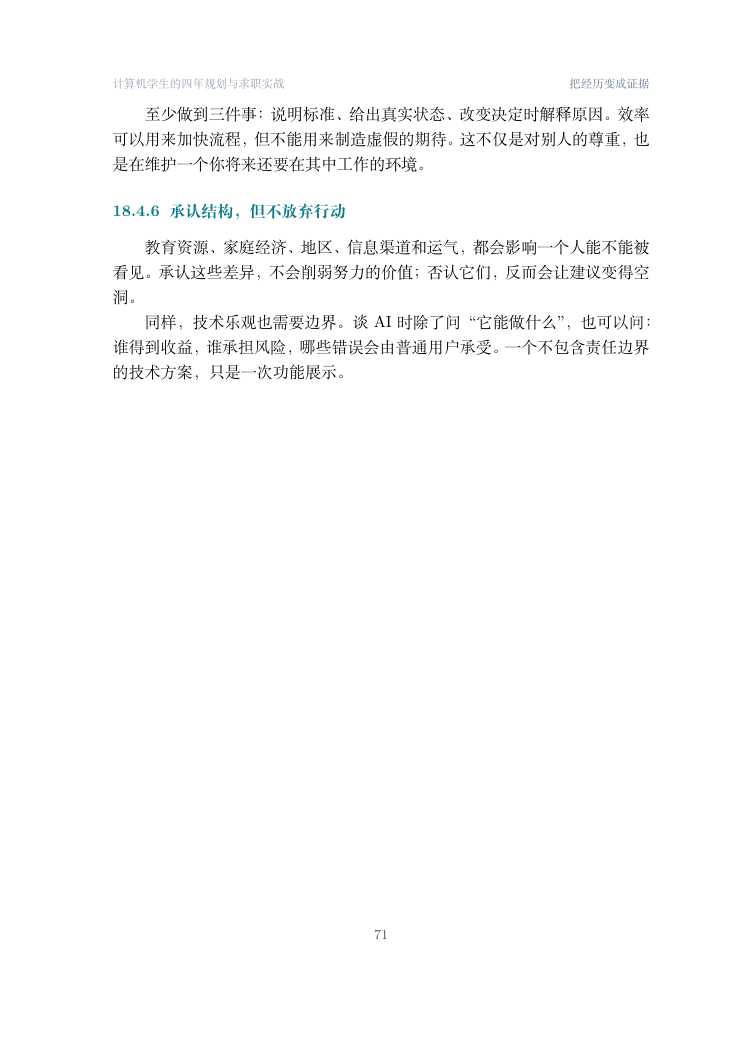 计算机学生的四年规划与求职实战 把经历变成证据
至少做到三件事：说明标准、给出真实状态、改变决定时解释原因。效率
可以用来加快流程，但不能用来制造虚假的期待。这不仅是对别人的尊重，也
是在维护一个你将来还要在其中工作的环境。
18.4.6 承认结构，但不放弃行动
教育资源、家庭经济、地区、信息渠道和运气，都会影响一个人能不能被
看见。承认这些差异，不会削弱努力的价值；否认它们，反而会让建议变得空
洞。
同样，技术乐观也需要边界。谈 AI 时除了问“它能做什么”，也可以问：
谁得到收益，谁承担风险，哪些错误会由普通用户承受。一个不包含责任边界
的技术方案，只是一次功能展示。
71